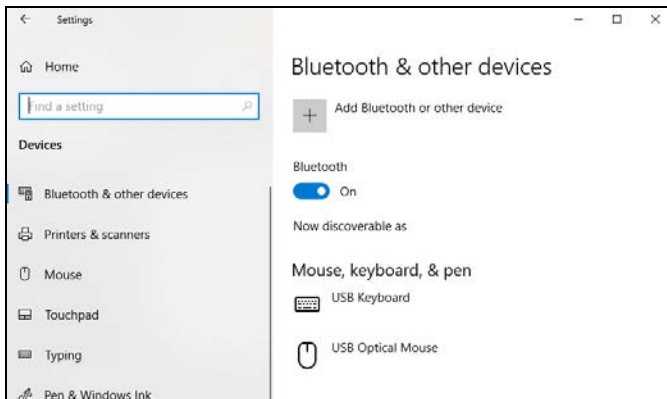 Settings
Home
Find a setting
Devices
Bluetooth & other devices
Printers & scanners
Mouse
Touchpad
Typing
Pen & Windows Ink
Bluetooth & other devices
Add Bluetooth or other device
Bluetooth
On
Now discoverable as
Mouse, keyboard, & pen
USB Keyboard
USB Optical Mouse